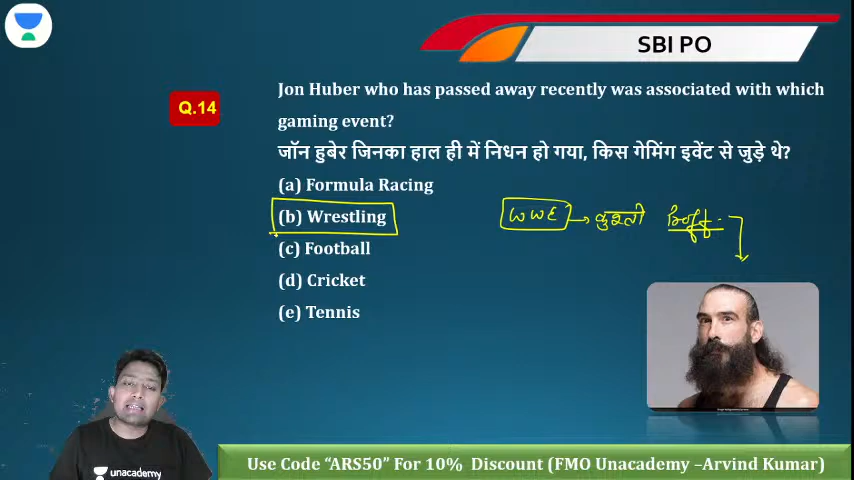 SBI PO
Q.14
Jon Huber who has passed away recently was associated with which
gaming event?
जॉन हुबेर जिनका हाल ही में निधन हो गया, किस गेमिंग इवेंट से जुड़े थे?
(a) Formula Racing
(b) Wrestling
WWE → कुश्ती
(c) Football
(d) Cricket
(e) Tennis
unacademy
Use Code “ARS50” For 10% Discount (FMO Unacademy –Arvind Kumar)